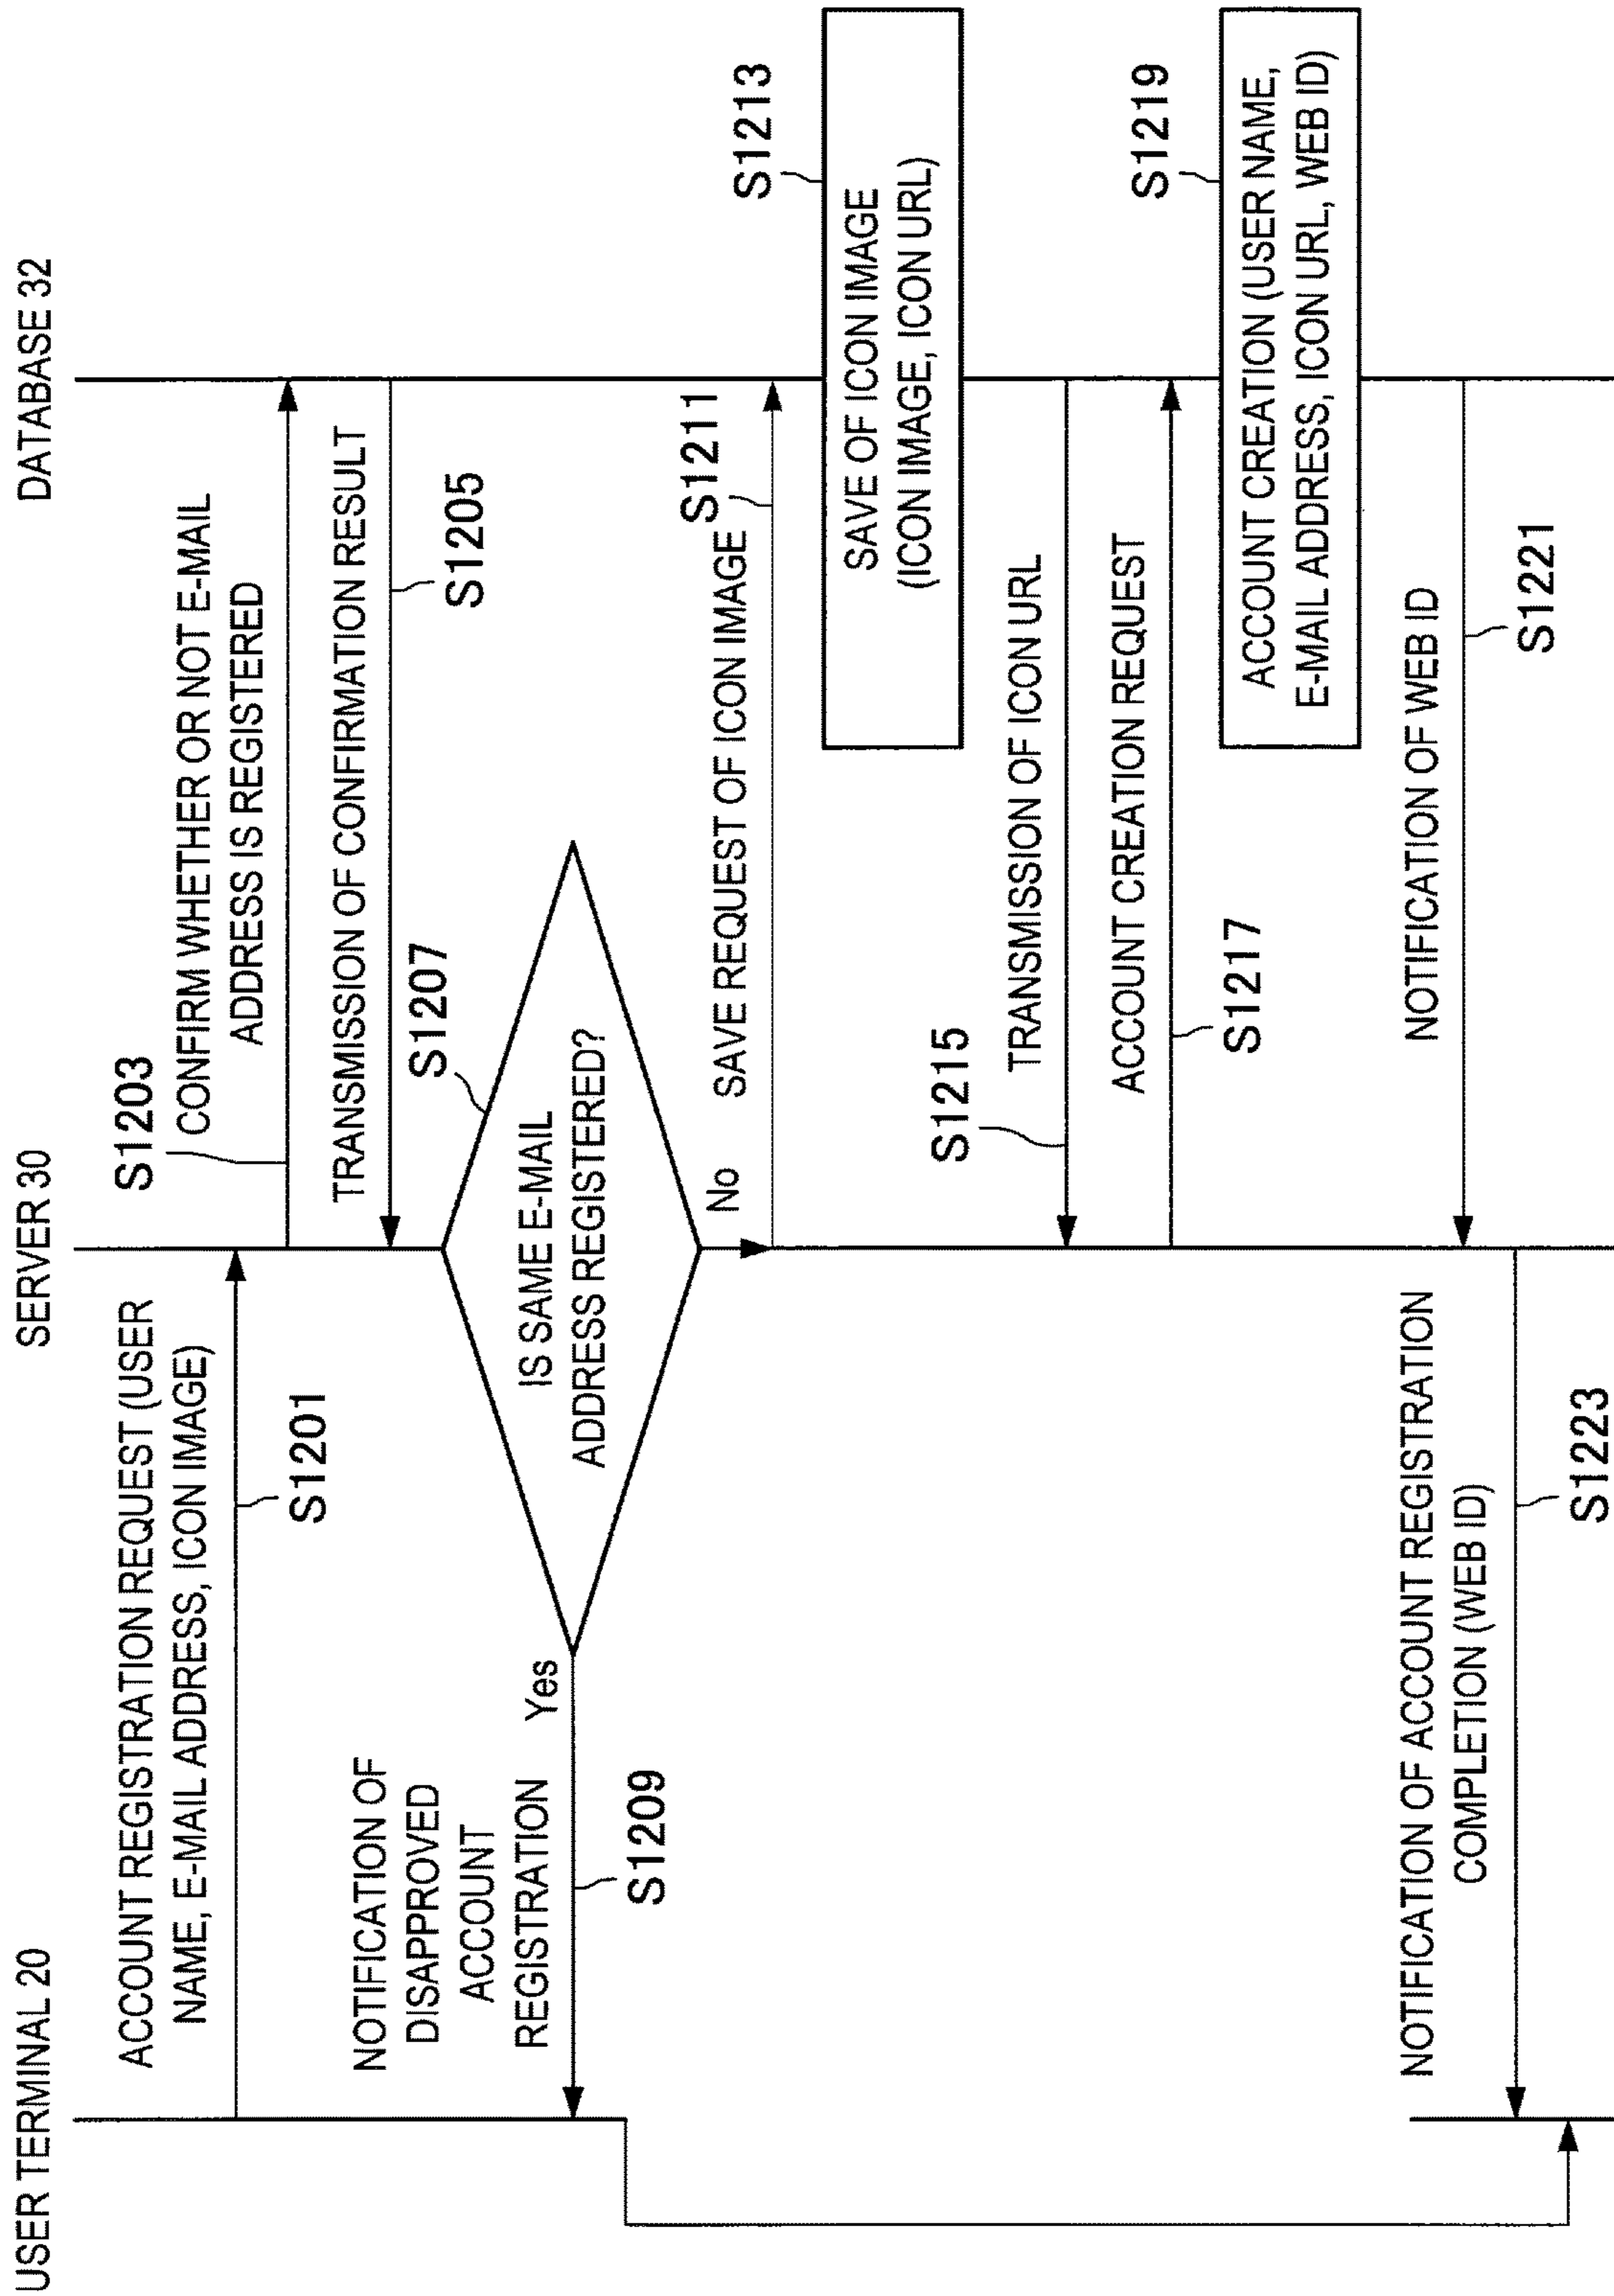 USER TERMINAL 20
SERVER 30
DATABASE 32
ACCOUNT REGISTRATION REQUEST (USER
NAME, E-MAIL ADDRESS, ICON IMAGE)
S1201
S1203
CONFIRM WHETHER OR NOT E-MAIL
ADDRESS IS REGISTERED
TRANSMISSION OF CONFIRMATION RESULT
S1205
S1207
IS SAME E-MAIL
ADDRESS REGISTERED?
Yes
NOTIFICATION OF
DISAPPROVED
ACCOUNT
REGISTRATION
S1209
No
SAVE REQUEST OF ICON IMAGE
S1211
S1213
SAVE OF ICON IMAGE
(ICON IMAGE, ICON URL)
S1215
TRANSMISSION OF ICON URL
ACCOUNT CREATION REQUEST
S1217
S1219
ACCOUNT CREATION (USER NAME,
E-MAIL ADDRESS, ICON URL, WEB ID)
NOTIFICATION OF WEB ID
S1221
NOTIFICATION OF ACCOUNT REGISTRATION
COMPLETION (WEB ID)
S1223